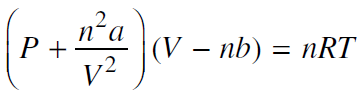 (P + n²a/V²) (V − nb) = nRT